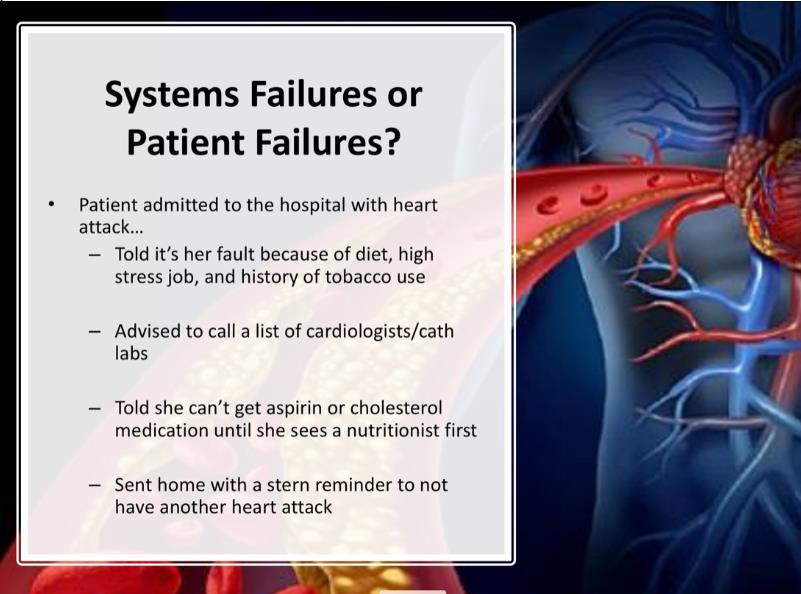 Systems Failures or
Patient Failures?
• Patient admitted to the hospital with heart
attack…
– Told it’s her fault because of diet, high
stress job, and history of tobacco use
– Advised to call a list of cardiologists/cath
labs
– Told she can’t get aspirin or cholesterol
medication until she sees a nutritionist first
– Sent home with a stern reminder to not
have another heart attack